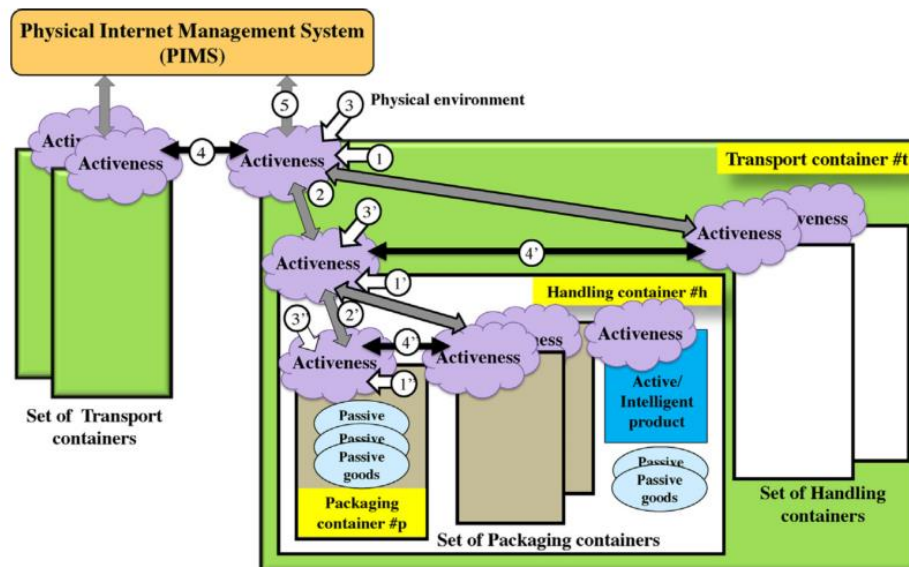 Physical Internet Management System
(PIMS)
5
3
Physical environment
Activeness
Activeness
4
Activeness
1
Transport container #t
2
Activeness
Activeness
3'
Activeness
4'
1'
Handling container #h
3'
2'
Activeness
4'
Activeness
Activeness
Activeness
1'
Active/
Intelligent
product
Set of Transport
containers
Passive
Passive
Passive
goods
Passive
Passive
goods
Packaging
container #p
Set of Packaging containers
Set of Handling
containers